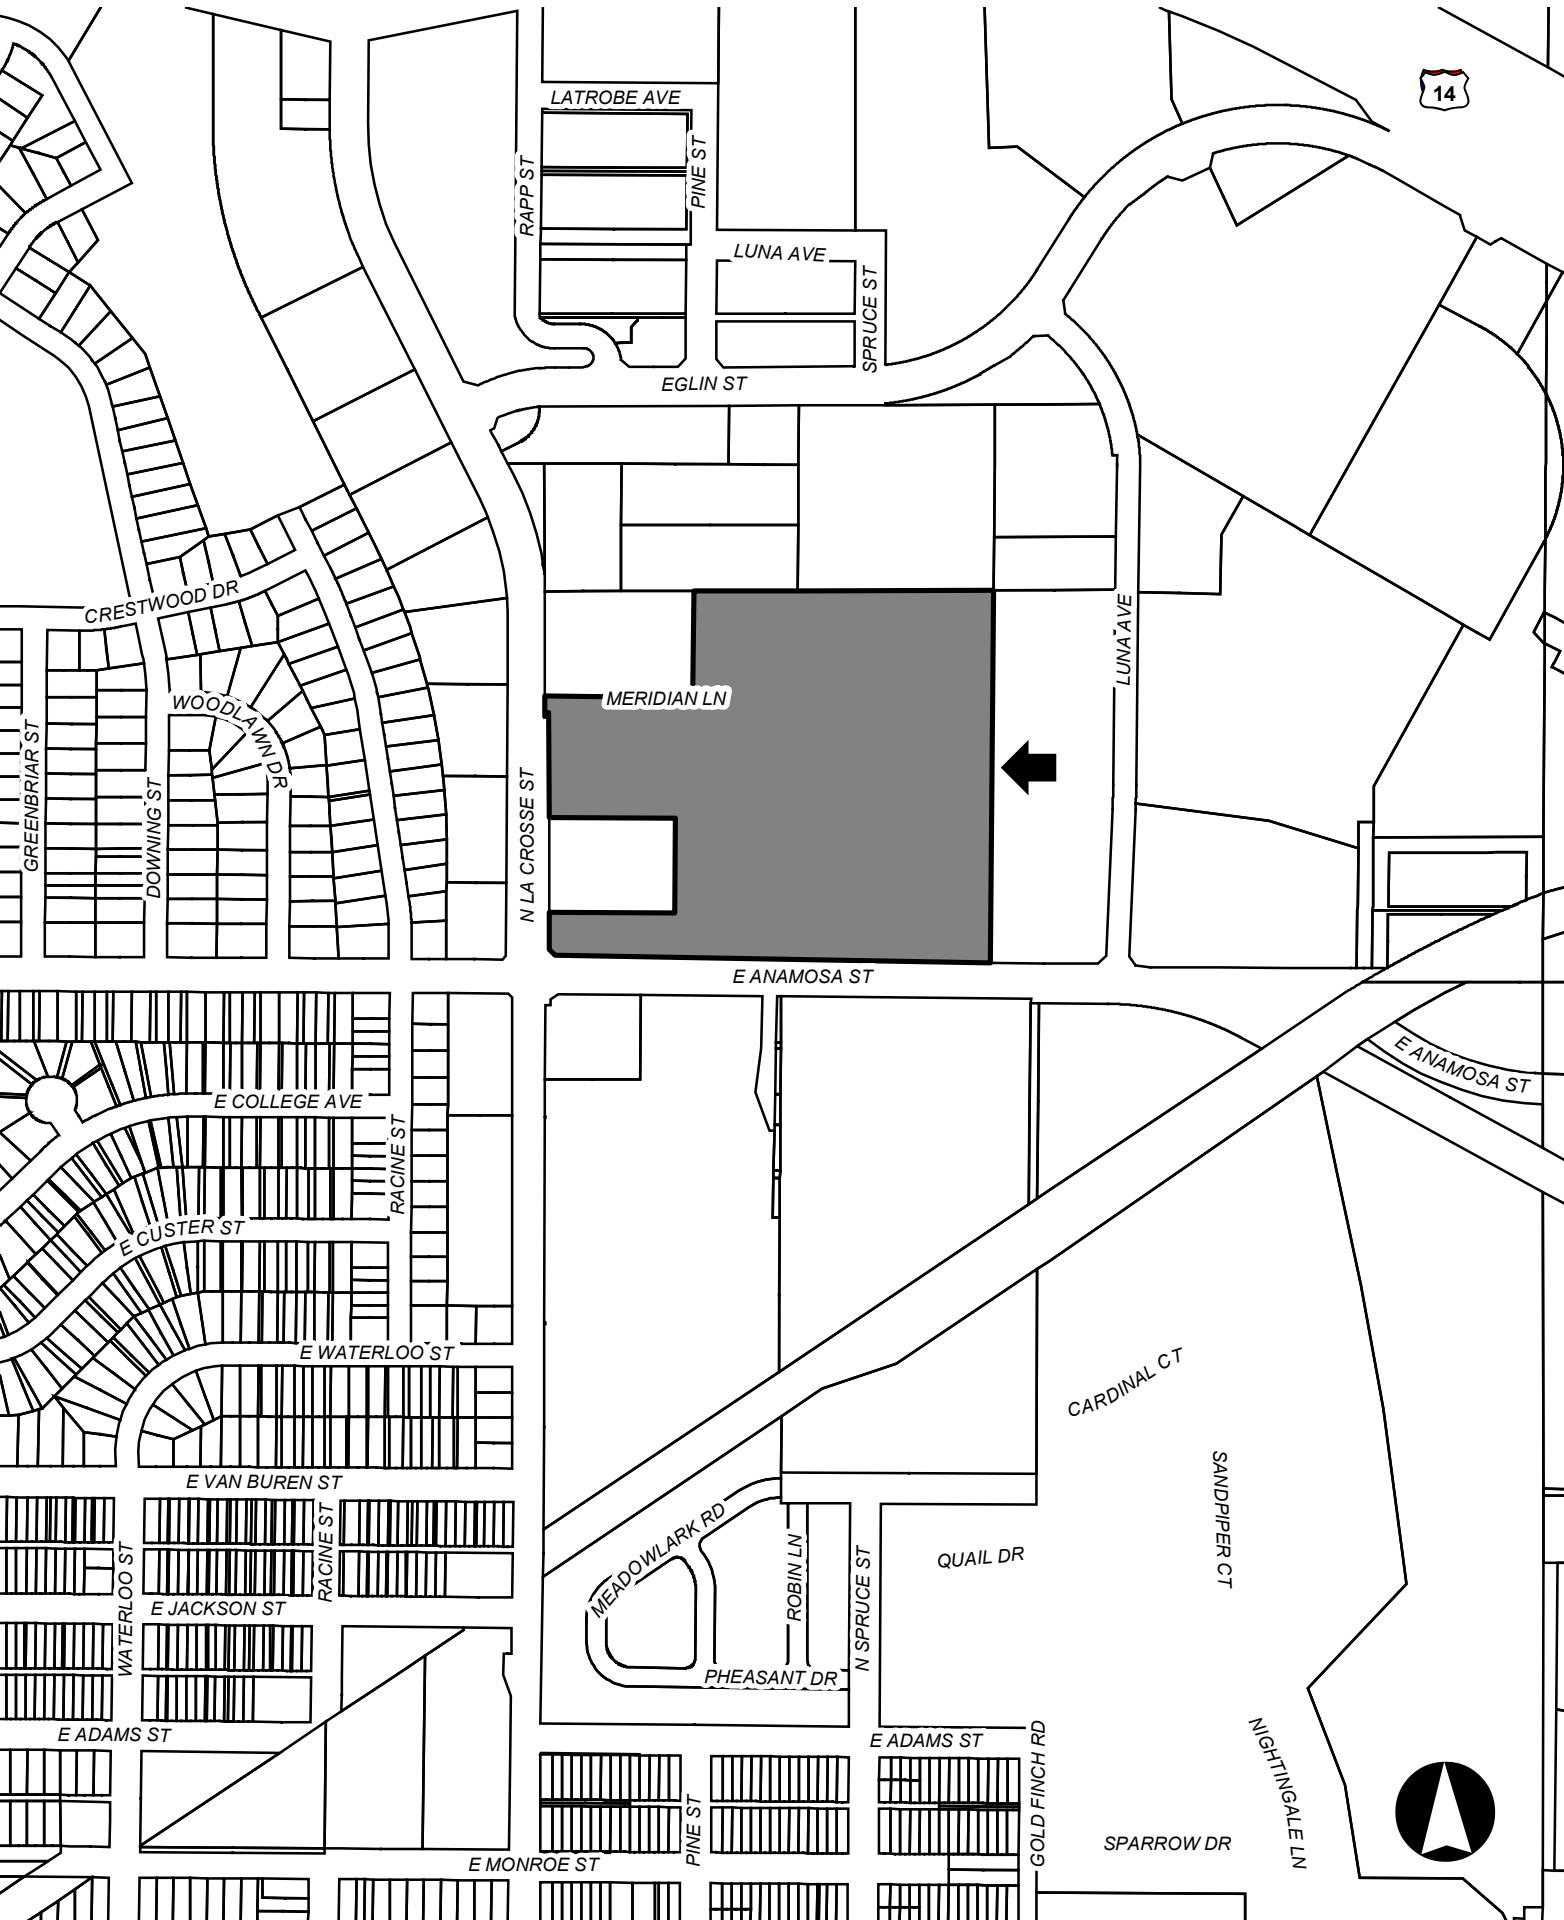 LATROBE AVE
14
RAPP ST
PINE ST
LUNA AVE
SPRUCE ST
EGLIN ST
CRESTWOOD DR
LUNA AVE
WOODLAWN DR
MERIDIAN LN
GREENBRIAR ST
DOWNING ST
N LA CROSSE ST
E ANAMOSA ST
E ANAMOSA ST
E COLLEGE AVE
RACINE ST
E CUSTER ST
E WATERLOO ST
CARDINAL CT
E VAN BUREN ST
SANDPIPER CT
MEADOWLARK RD
RACINE ST
WATERLOO ST
ROBIN LN
N SPRUCE ST
QUAIL DR
E JACKSON ST
PHEASANT DR
E ADAMS ST
E ADAMS ST
GOLD FINCH RD
NIGHTINGALE LN
PINE ST
SPARROW DR
E MONROE ST